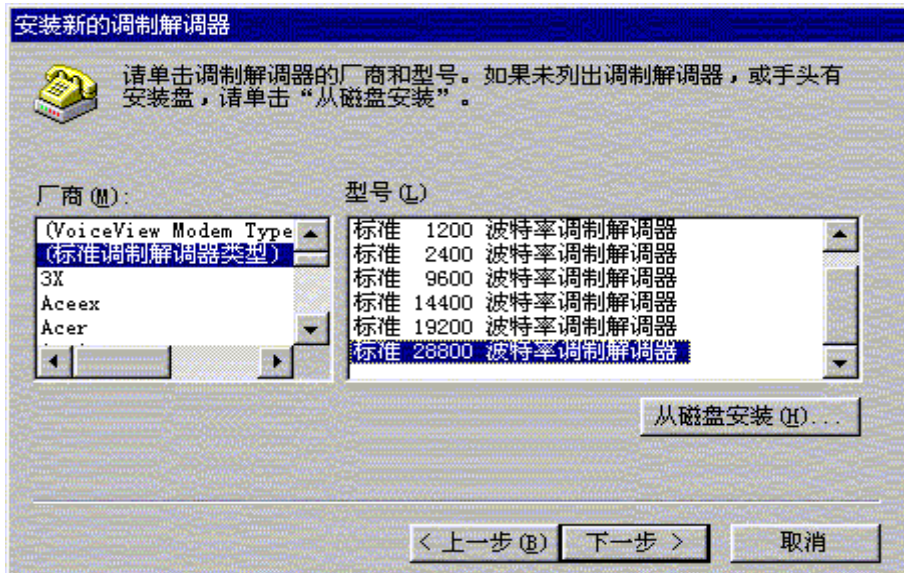 安装新的调制解调器
请单击调制解调器的厂商和型号。如果未列出调制解调器，或手头有
安装盘，请单击“从磁盘安装”。
厂商(M):
型号(L)
(VoiceView Modem Type
(标准调制解调器类型)
3X
Aceex
Acer
标准 1200 波特率调制解调器
标准 2400 波特率调制解调器
标准 9600 波特率调制解调器
标准 14400 波特率调制解调器
标准 19200 波特率调制解调器
标准 28800 波特率调制解调器
从磁盘安装(H)...
< 上一步(B)
下一步 >
取消